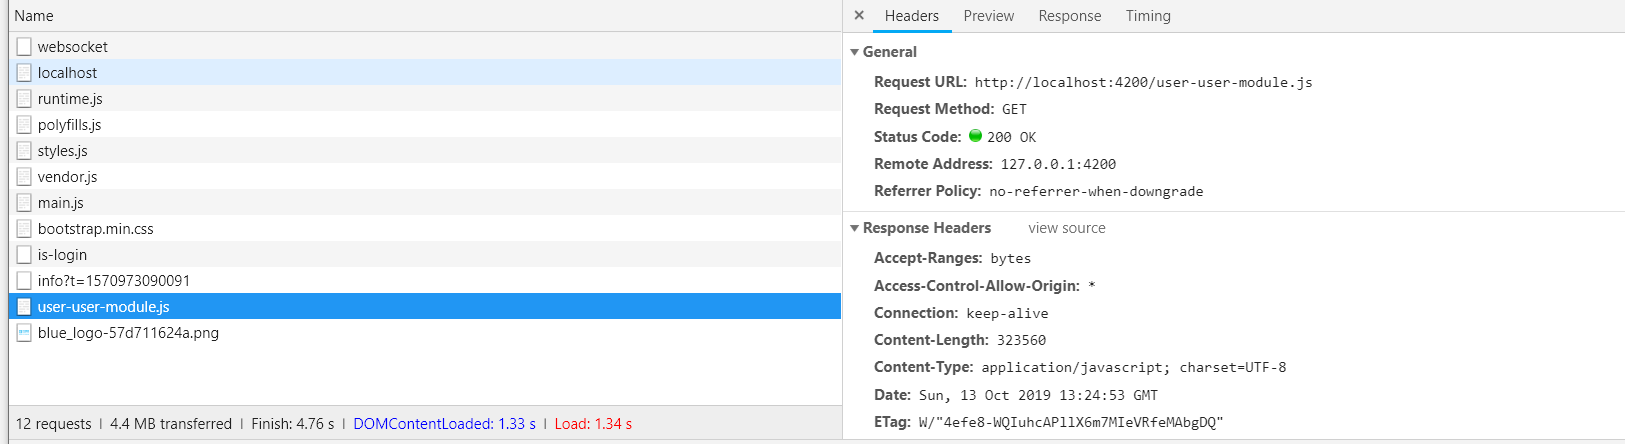 Name
websocket
localhost
runtime.js
polyfills.js
styles.js
vendor.js
main.js
bootstrap.min.css
is-login
info?t=1570973090091
user-user-module.js
blue_logo-57d711624a.png
12 requests | 4.4 MB transferred | Finish: 4.76 s | DOMContentLoaded: 1.33 s | Load: 1.34 s
× Headers Preview Response Timing
General
Request URL: http://localhost:4200/user-user-module.js
Request Method: GET
Status Code: 200 OK
Remote Address: 127.0.0.1:4200
Referrer Policy: no-referrer-when-downgrade
Response Headers view source
Accept-Ranges: bytes
Access-Control-Allow-Origin: *
Connection: keep-alive
Content-Length: 323560
Content-Type: application/javascript; charset=UTF-8
Date: Sun, 13 Oct 2019 13:24:53 GMT
ETag: W/"4efe8-WQIuhcAPllX6m7MIeVRfeMAbgDQ"